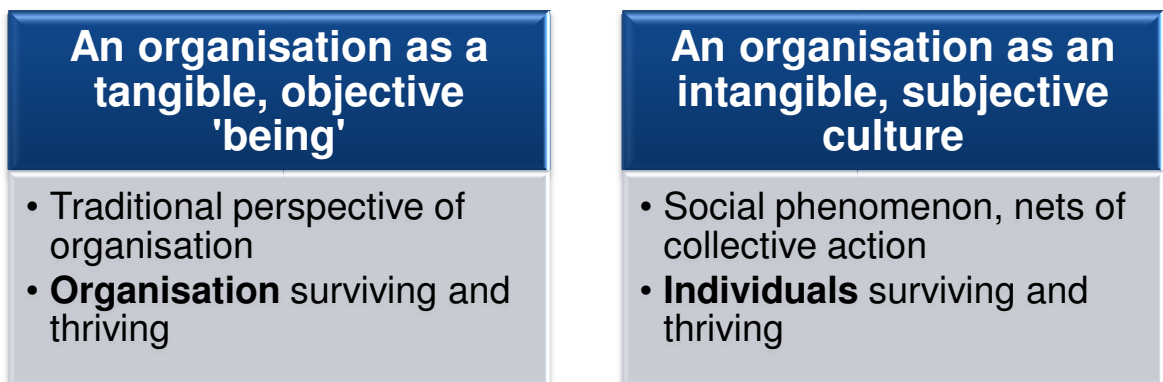 An organisation as a
tangible, objective
'being'
• Traditional perspective of
organisation
• Organisation surviving and
thriving
An organisation as an
intangible, subjective
culture
• Social phenomenon, nets of
collective action
• Individuals surviving and
thriving